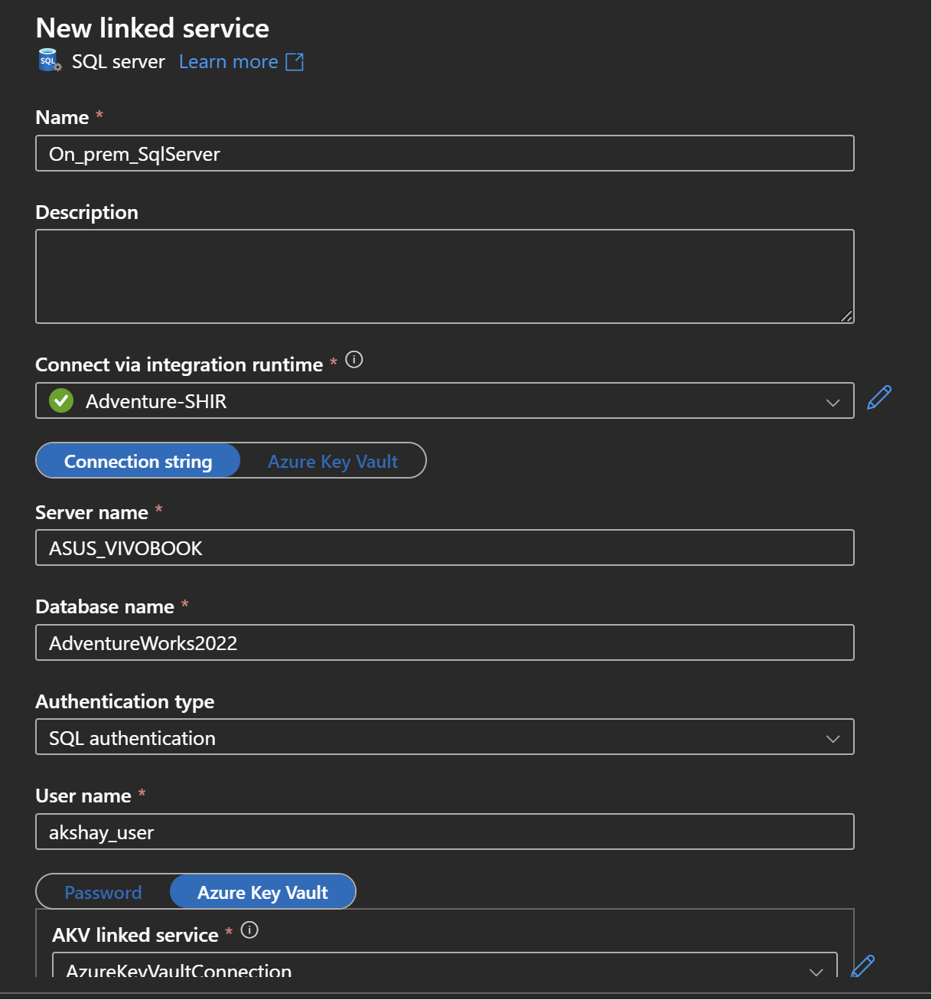 New linked service
SQL
SQL server Learn more
Name *
On_prem_SqlServer
Description
Connect via integration runtime *
Adventure-SHIR
Connection string Azure Key Vault
Server name *
ASUS_VIVOBOOK
Database name *
AdventureWorks2022
Authentication type
SQL authentication
User name *
akshay_user
Password Azure Key Vault
AKV linked service *
AzureKeyVaultConnection